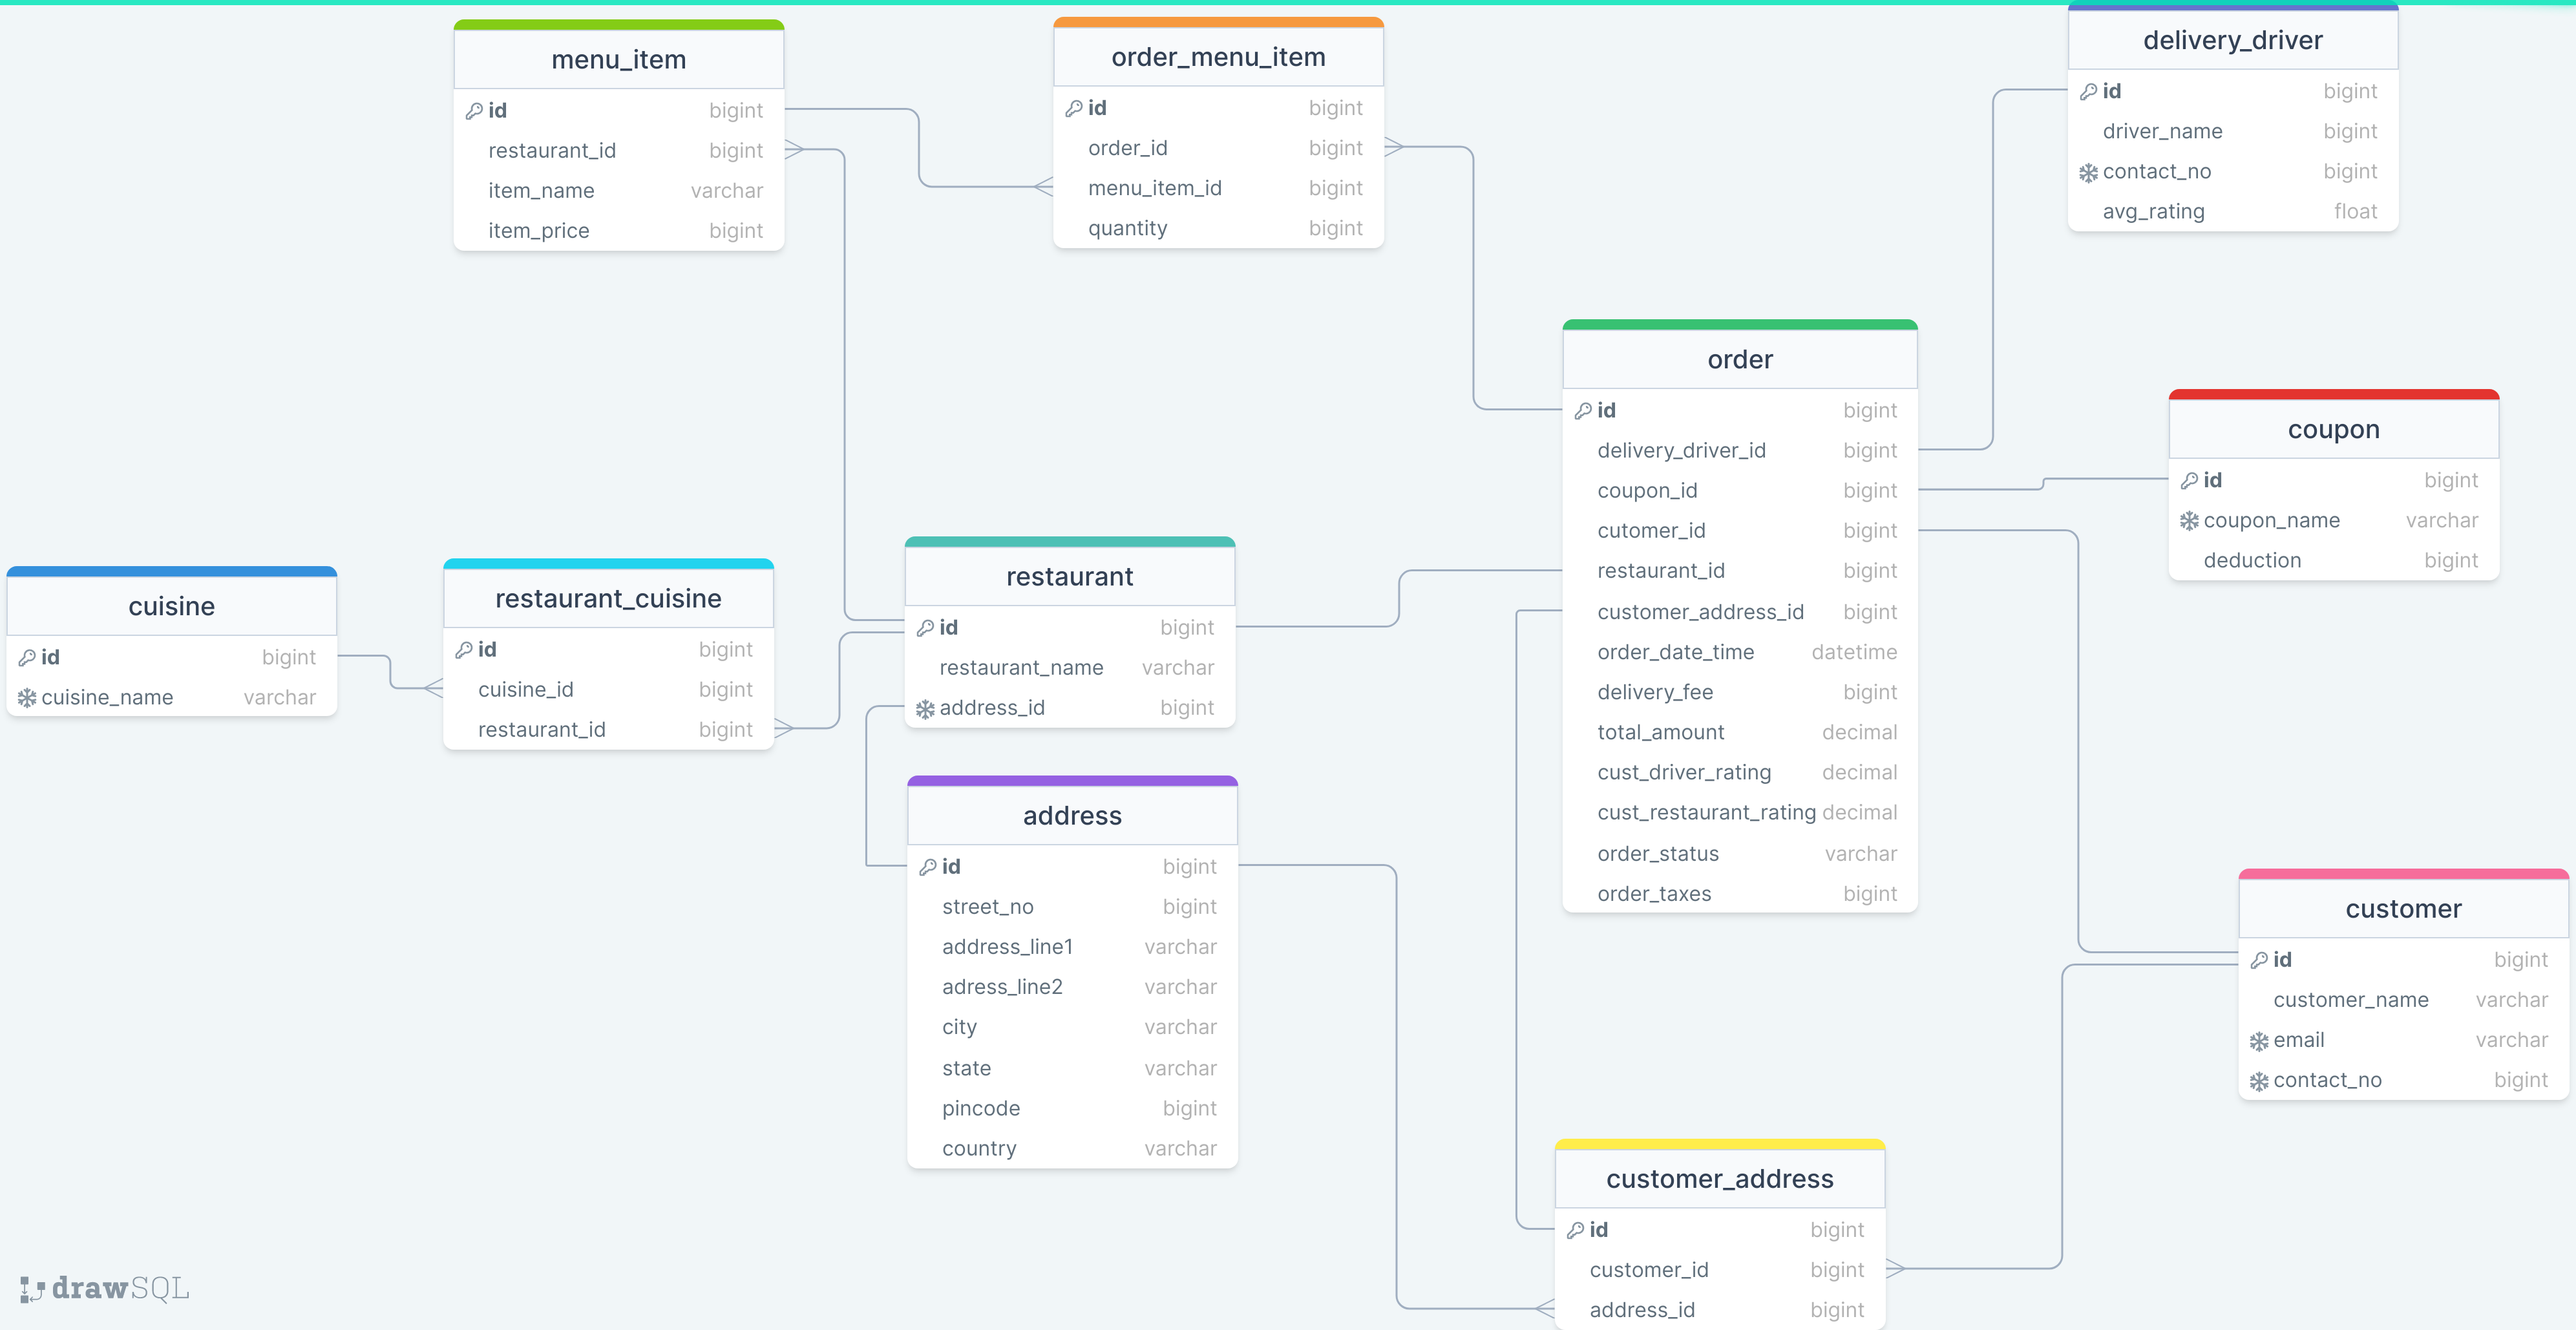 menu_item
id bigint
restaurant_id bigint
item_name varchar
item_price bigint
order_menu_item
id bigint
order_id bigint
menu_item_id bigint
quantity bigint
delivery_driver
id bigint
driver_name bigint
contact_no bigint
avg_rating float
order
id bigint
delivery_driver_id bigint
coupon_id bigint
cutomer_id bigint
restaurant_id bigint
customer_address_id bigint
order_date_time datetime
delivery_fee bigint
total_amount decimal
cust_driver_rating decimal
cust_restaurant_rating decimal
order_status varchar
order_taxes bigint
coupon
id bigint
coupon_name varchar
deduction bigint
cuisine
id bigint
cuisine_name varchar
restaurant_cuisine
id bigint
cuisine_id bigint
restaurant_id bigint
restaurant
id bigint
restaurant_name varchar
address_id bigint
address
id bigint
street_no bigint
address_line1 varchar
adress_line2 varchar
city varchar
state varchar
pincode bigint
country varchar
customer
id bigint
customer_name varchar
email varchar
contact_no bigint
customer_address
id bigint
customer_id bigint
address_id bigint
drawSQL